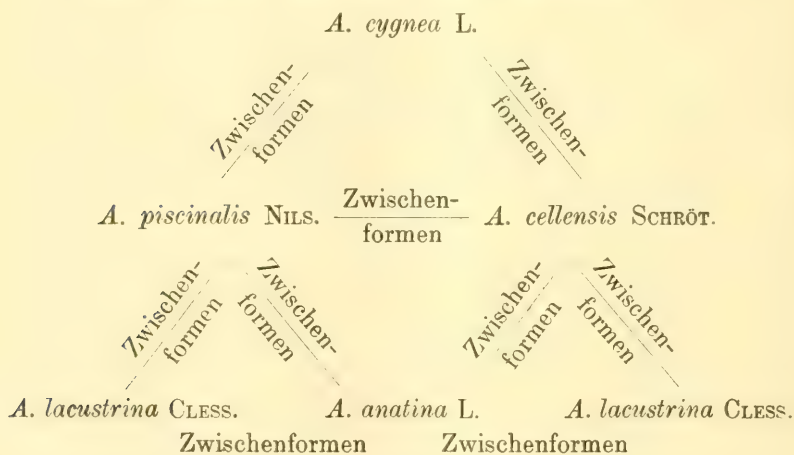 A. cygnea L.
Zwischen-
formen
Zwischen-
formen
A. piscinalis NILS. Zwischen-
formen
A. cellensis SCHRÖT.
Zwischen-
formen
Zwischen-
formen
Zwischen-
formen
Zwischen-
formen
A. lacustrina CLESS. A. anatina L. A. lacustrina CLESS.
Zwischenformen Zwischenformen